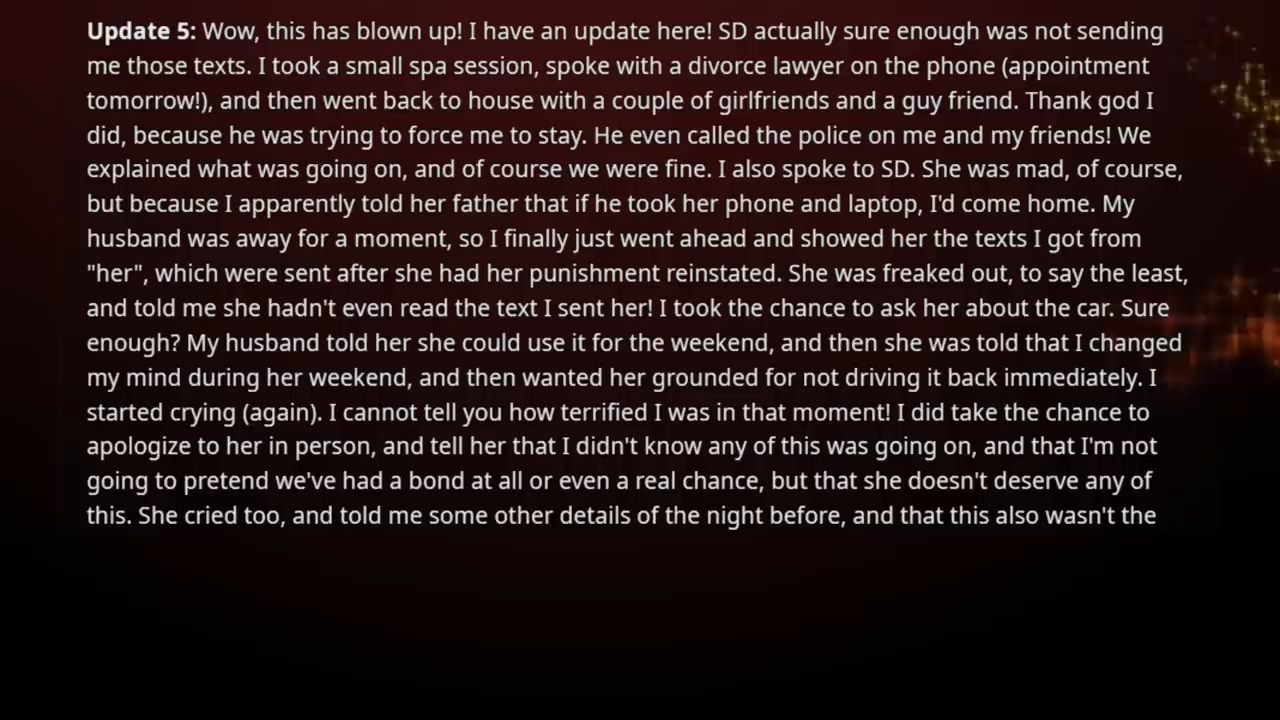 Update 5: Wow, this has blown up! I have an update here! SD actually sure enough was not sending
me those texts. I took a small spa session, spoke with a divorce lawyer on the phone (appointment
tomorrow!), and then went back to house with a couple of girlfriends and a guy friend. Thank god I
did, because he was trying to force me to stay. He even called the police on me and my friends! We
explained what was going on, and of course we were fine. I also spoke to SD. She was mad, of course,
but because I apparently told her father that if he took her phone and laptop, I'd come home. My
husband was away for a moment, so I finally just went ahead and showed her the texts I got from
"her", which were sent after she had her punishment reinstated. She was freaked out, to say the least,
and told me she hadn't even read the text I sent her! I took the chance to ask her about the car. Sure
enough? My husband told her she could use it for the weekend, and then she was told that I changed
my mind during her weekend, and then wanted her grounded for not driving it back immediately. I
started crying (again). I cannot tell you how terrified I was in that moment! I did take the chance to
apologize to her in person, and tell her that I didn't know any of this was going on, and that I'm not
going to pretend we've had a bond at all or even a real chance, but that she doesn't deserve any of
this. She cried too, and told me some other details of the night before, and that this also wasn't the